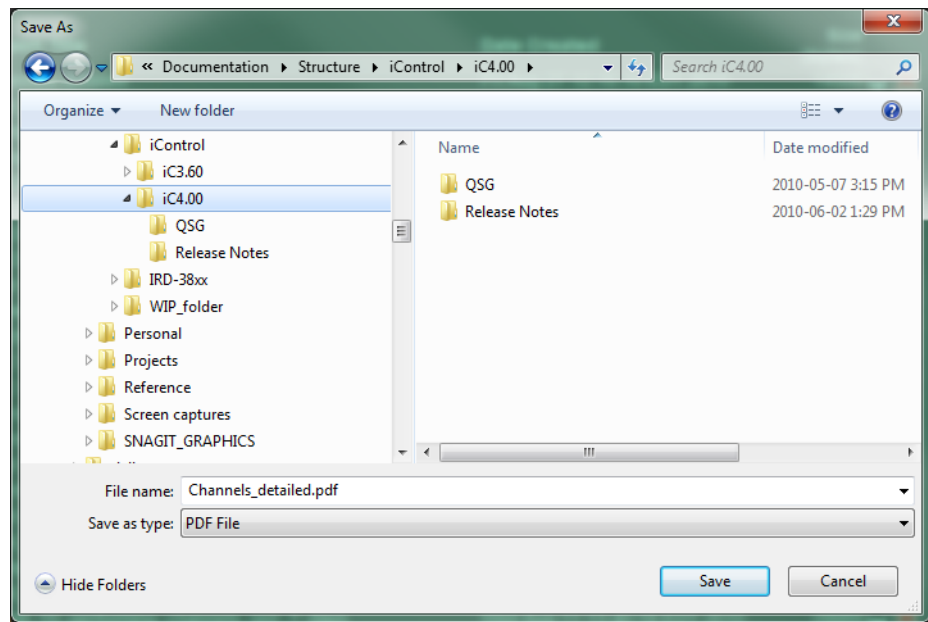 Save As
« Documentation ▸ Structure ▸ iControl ▸ iC4.00 ▸
Search iC4.00
Organize
New folder
iControl
iC3.60
iC4.00
QSG
Release Notes
IRD-38xx
WIP_folder
Personal
Projects
Reference
Screen captures
SNAGIT_GRAPHICS
Name
Date modified
QSG 2010-05-07 3:15 PM
Release Notes 2010-06-02 1:29 PM
File name: Channels_detailed.pdf
Save as type: PDF File
Hide Folders
Save
Cancel